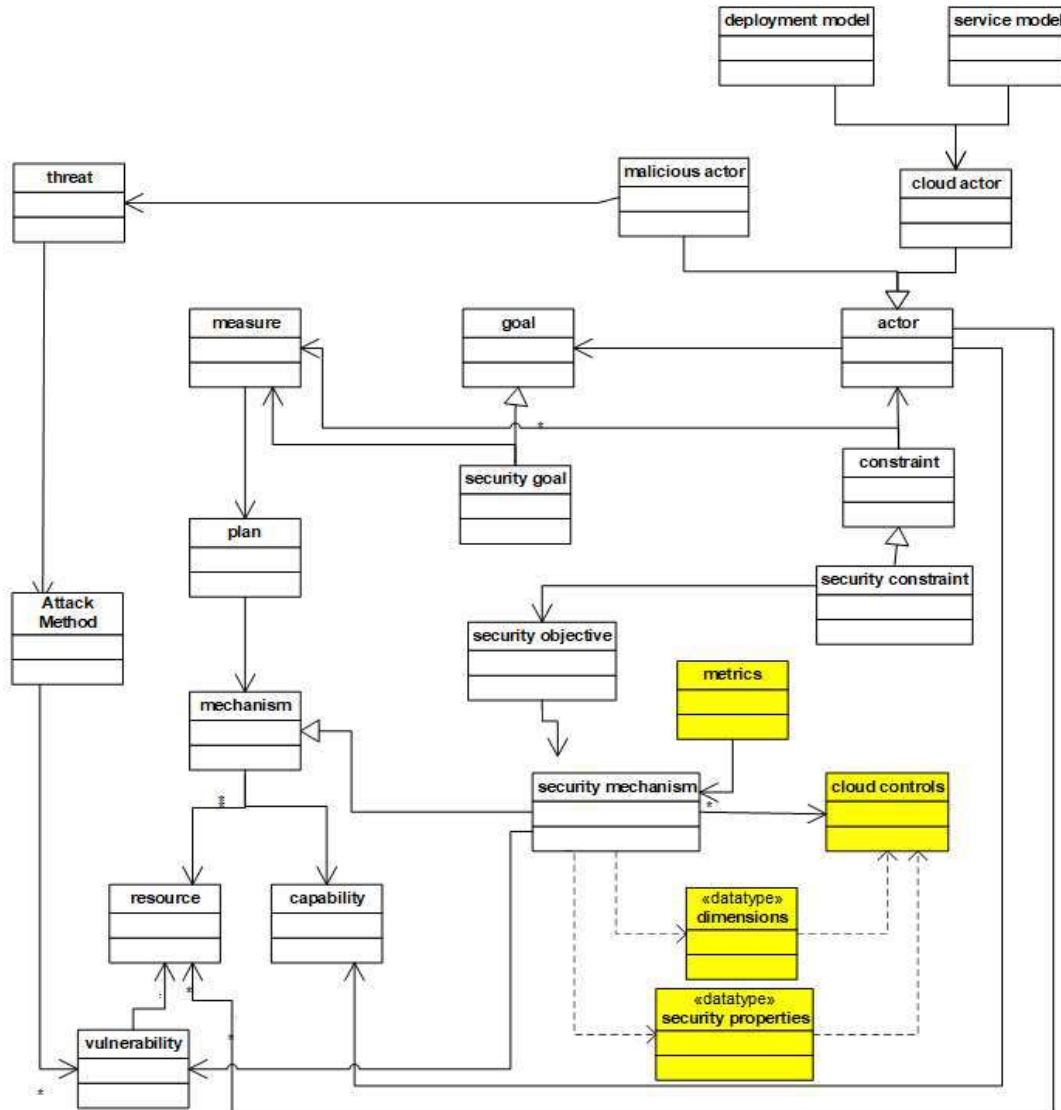 deployment model
service model
threat
malicious actor
cloud actor
measure
goal
actor
*
security goal
constraint
plan
security constraint
Attack
Method
security objective
metrics
mechanism
security mechanism
cloud controls
*
resource
capability
«datatype»
dimensions
*
«datatype»
security properties
vulnerability
*
*